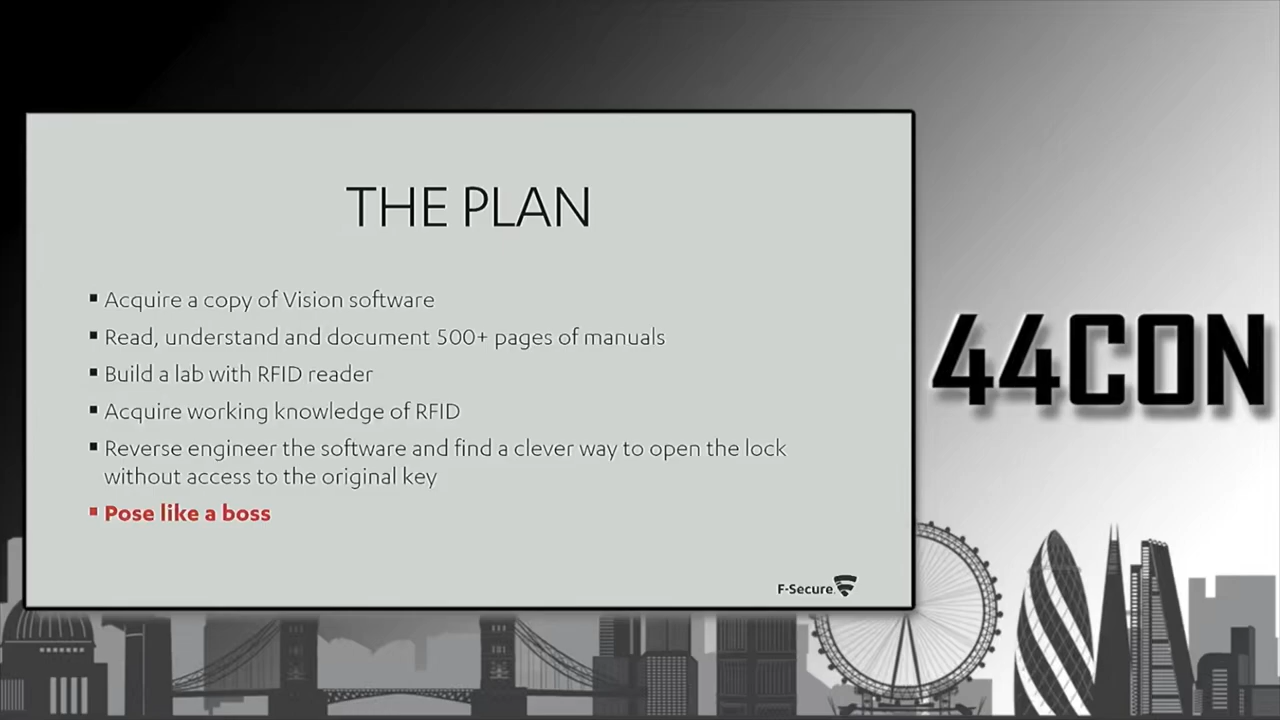 THE PLAN
▪ Acquire a copy of Vision software
▪ Read, understand and document 500+ pages of manuals
▪ Build a lab with RFID reader
▪ Acquire working knowledge of RFID
▪ Reverse engineer the software and find a clever way to open the lock
without access to the original key
▪ Pose like a boss
F-Secure.
44CON